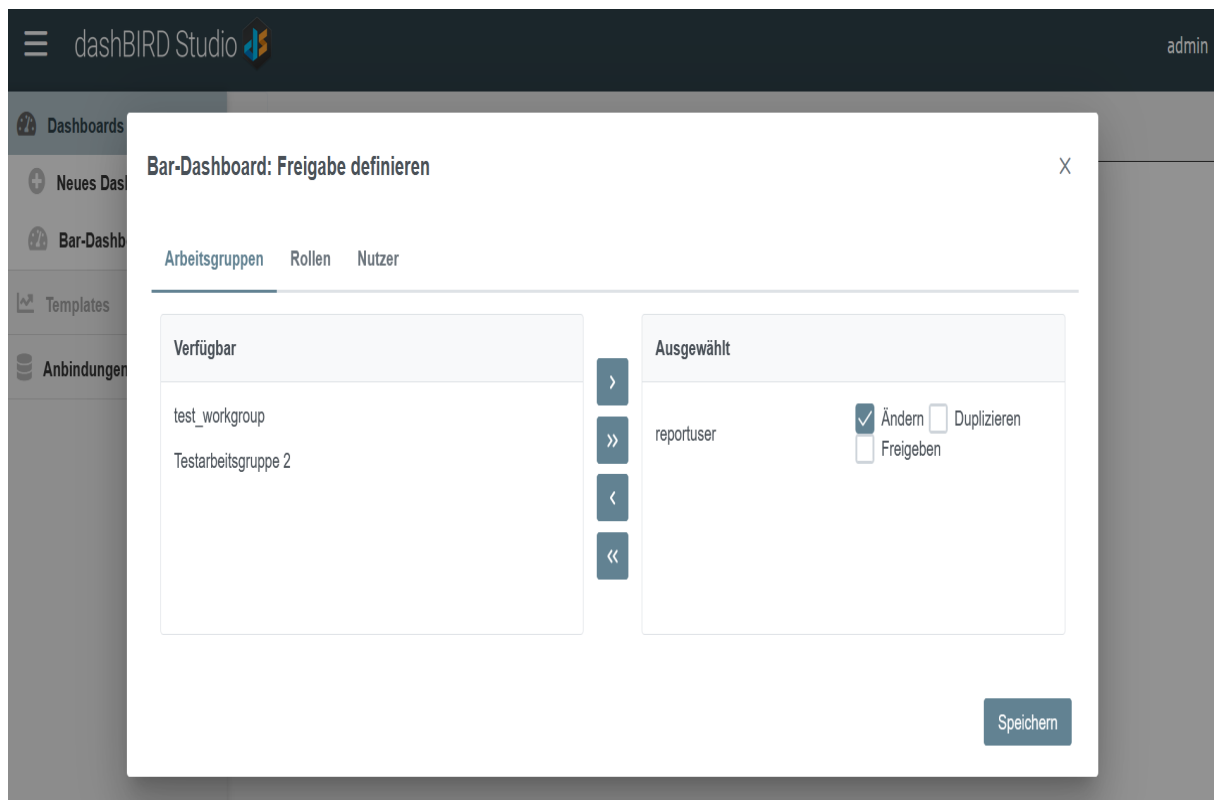 dashBIRD Studio
admin
Dashboards
Neues Das
Bar-Dashb
Templates
Anbindungen
Bar-Dashboard: Freigabe definieren
X
Arbeitsgruppen Rollen Nutzer
Verfügbar
Ausgewählt
test_workgroup
Testarbeitsgruppe 2
reportuser
Ändern Duplizieren
Freigeben
Speichern